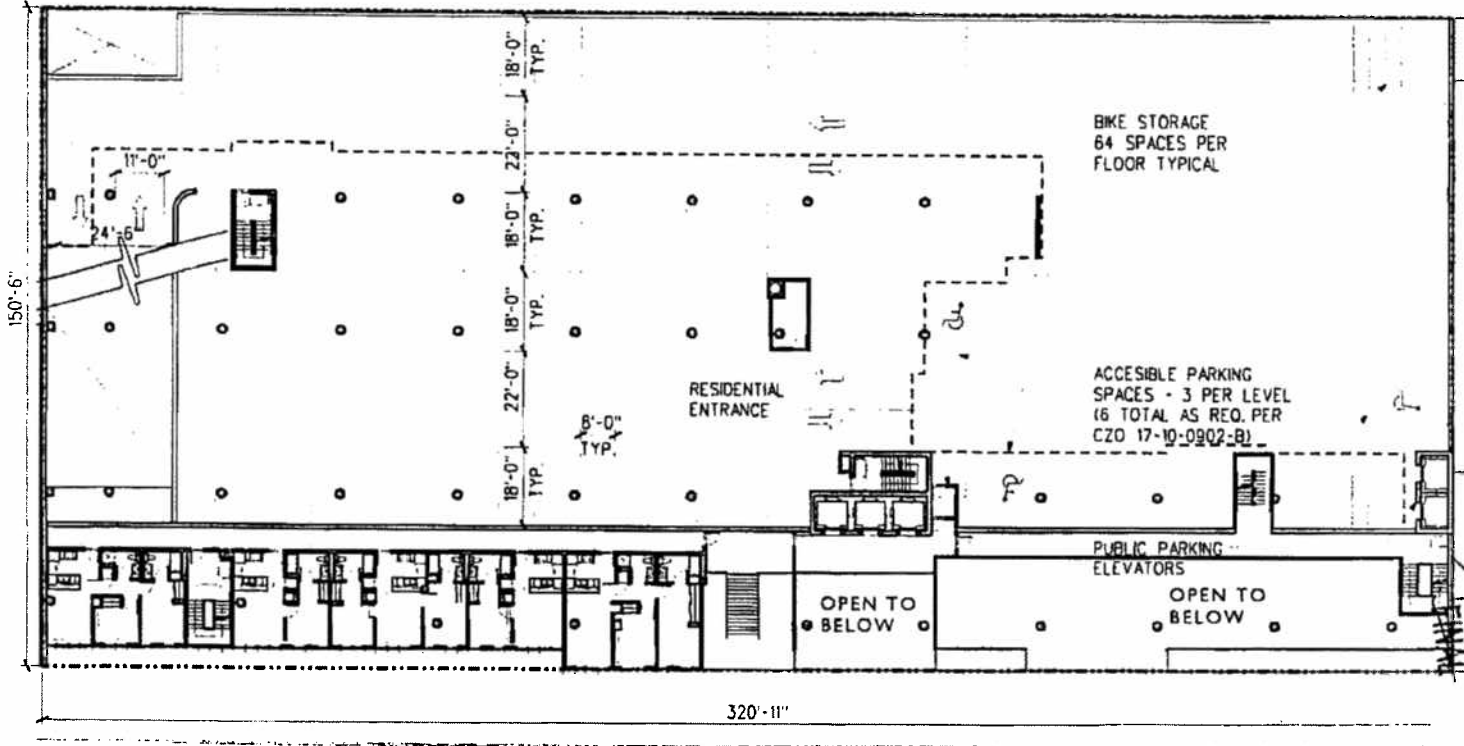 18'-0"
TYP.
22'-0"
18'-0"
TYP.
18'-0"
TYP.
22'-0"
18'-0"
TYP.
11'-0"
24'-6
150'-6"
BIKE STORAGE
64 SPACES PER
FLOOR TYPICAL
RESIDENTIAL
ENTRANCE
8'-0"
TYP.
ACCESIBLE PARKING
SPACES - 3 PER LEVEL
(6 TOTAL AS REQ. PER
CZO 17-10-0902-B)
PUBLIC PARKING
ELEVATORS
OPEN TO
BELOW
OPEN TO
BELOW
320'-11"